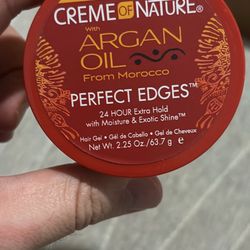 CREME OF NATURE®
With
ARGAN
OIL
From Morocco
PERFECT EDGES™
24 HOUR Extra Hold
with Moisture & Exotic Shine™
Hair Gel • Gél de Cabello • Gel de Cheveux
Net Wt. 2.25 Oz./63.7 g e